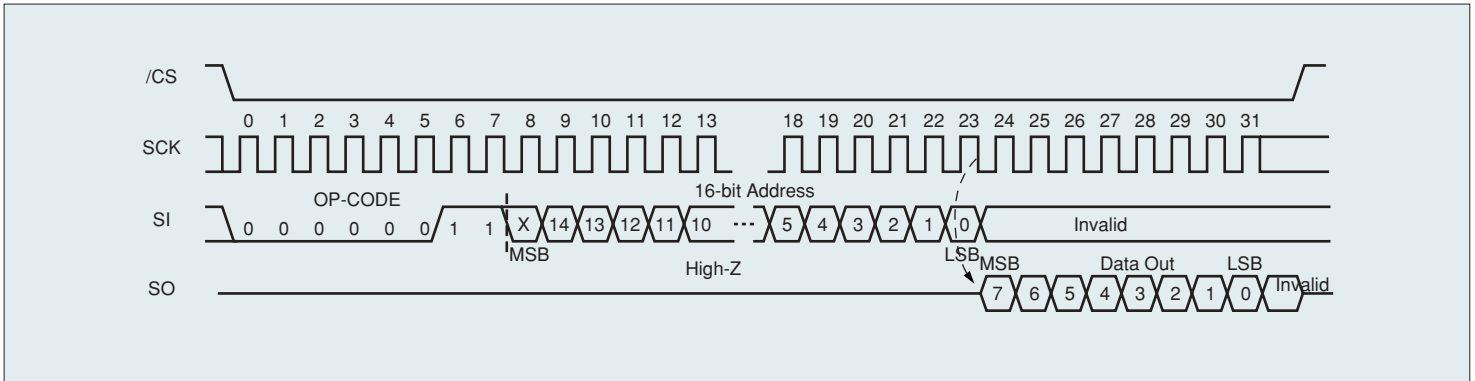 /CS
0 1 2 3 4 5 6 7 8 9 10 11 12 13 18 19 20 21 22 23 24 25 26 27 28 29 30 31
SCK
OP-CODE 16-bit Address
SI 0 0 0 0 0 0 1 1 X 14 13 12 11 10 5 4 3 2 1 0 Invalid
MSB High-Z LSB MSB Data Out LSB
SO 7 6 5 4 3 2 1 0 Invalid